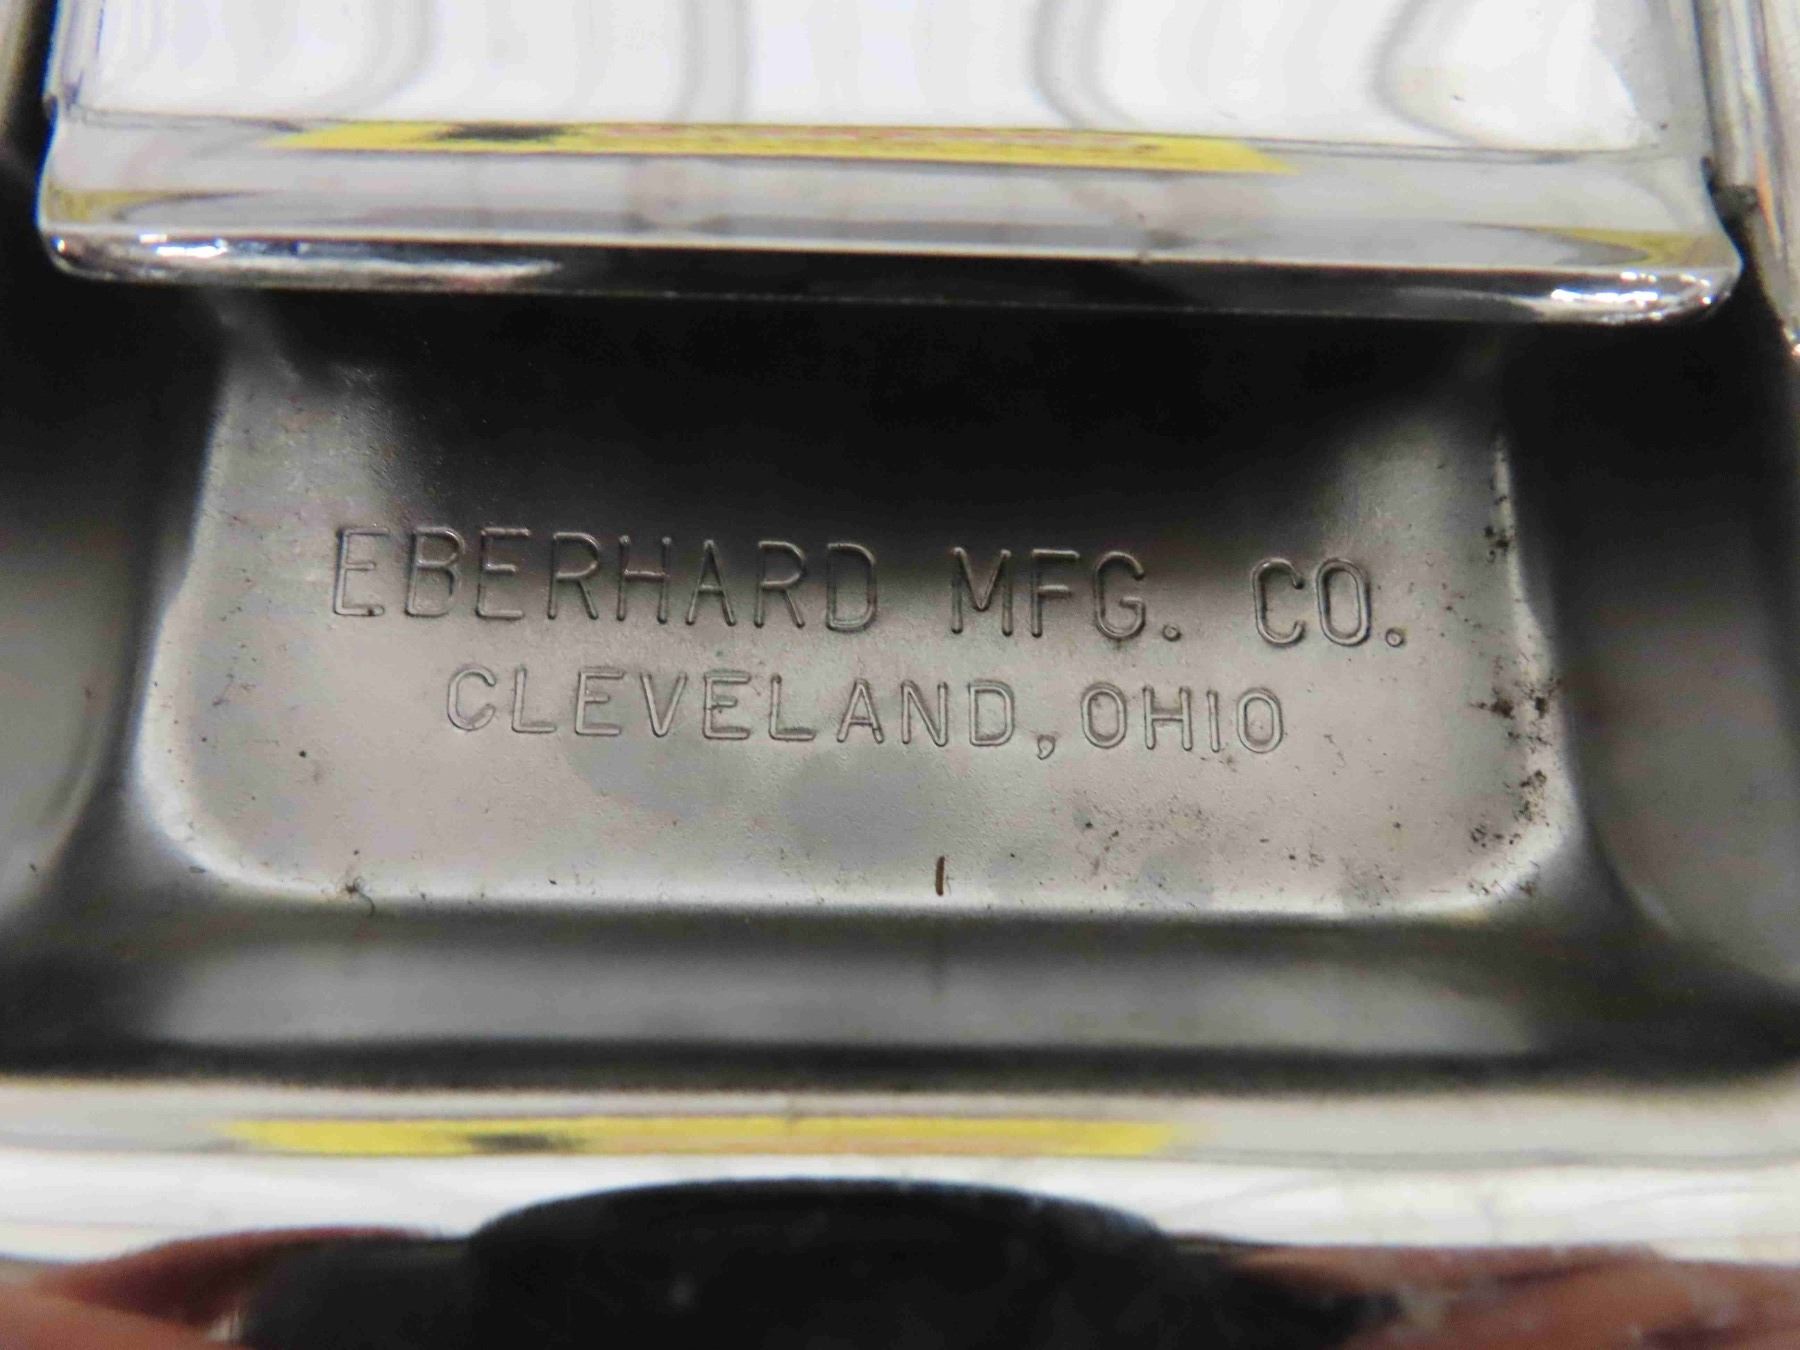 EBERHARD MFG. CO.
CLEVELAND, OHIO